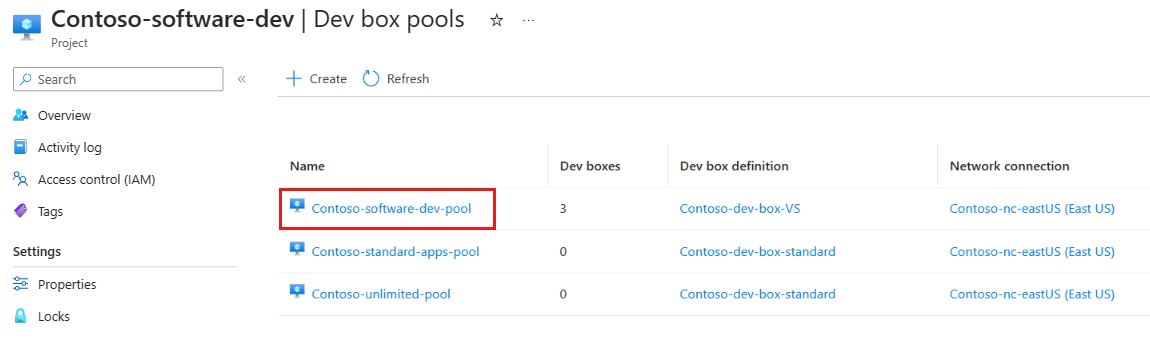 Contoso-software-dev | Dev box pools ☆ ···
Project
Search «
Create Refresh
Overview
Activity log
Access control (IAM)
Tags
Settings
Properties
Locks
Name Dev boxes Dev box definition Network connection
Contoso-software-dev-pool 3 Contoso-dev-box-VS Contoso-nc-eastUS (East US)
Contoso-standard-apps-pool 0 Contoso-dev-box-standard Contoso-nc-eastUS (East US)
Contoso-unlimited-pool 0 Contoso-dev-box-standard Contoso-nc-eastUS (East US)